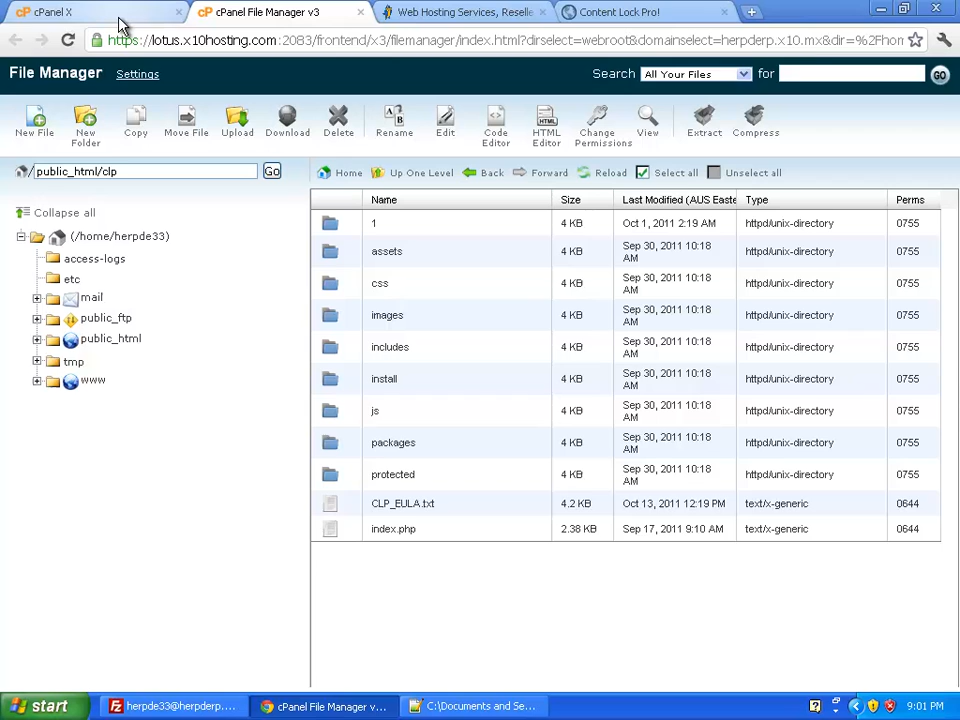 cPanel X
cPanel File Manager v3
Web Hosting Services, Reselle
Content Lock Pro!
https://lotus.x10hosting.com:2083/frontend/x3/filemanager/index.html?dirselect=webroot&domainselect=herpderp.x10.mx&dir=%2Fhom
File Manager Settings
Search All Your Files for GO
New File
New Folder
Copy
Move File
Upload
Download
Delete
Rename
Edit
Code Editor
HTML Editor
Change Permissions
View
Extract
Compress
/ public_html/clp Go
Home Up One Level Back Forward Reload Select all Unselect all
Collapse all
(/home/herpde33)
access-logs
etc
mail
public_ftp
public_html
tmp
www
Name Size Last Modified (AUS Easte Type Perms
1 4 KB Oct 1, 2011 2:19 AM httpd/unix-directory 0755
assets 4 KB Sep 30, 2011 10:18 AM httpd/unix-directory 0755
css 4 KB Sep 30, 2011 10:18 AM httpd/unix-directory 0755
images 4 KB Sep 30, 2011 10:18 AM httpd/unix-directory 0755
includes 4 KB Sep 30, 2011 10:18 AM httpd/unix-directory 0755
install 4 KB Sep 30, 2011 10:18 AM httpd/unix-directory 0755
js 4 KB Sep 30, 2011 10:18 AM httpd/unix-directory 0755
packages 4 KB Sep 30, 2011 10:18 AM httpd/unix-directory 0755
protected 4 KB Sep 30, 2011 10:18 AM httpd/unix-directory 0755
CLP_EULA.txt 4.2 KB Oct 13, 2011 12:19 PM text/x-generic 0644
index.php 2.38 KB Sep 17, 2011 9:10 AM text/x-generic 0644
start
herpde33@herpderp....
cPanel File Manager v...
C:\Documents and Se...
9:01 PM